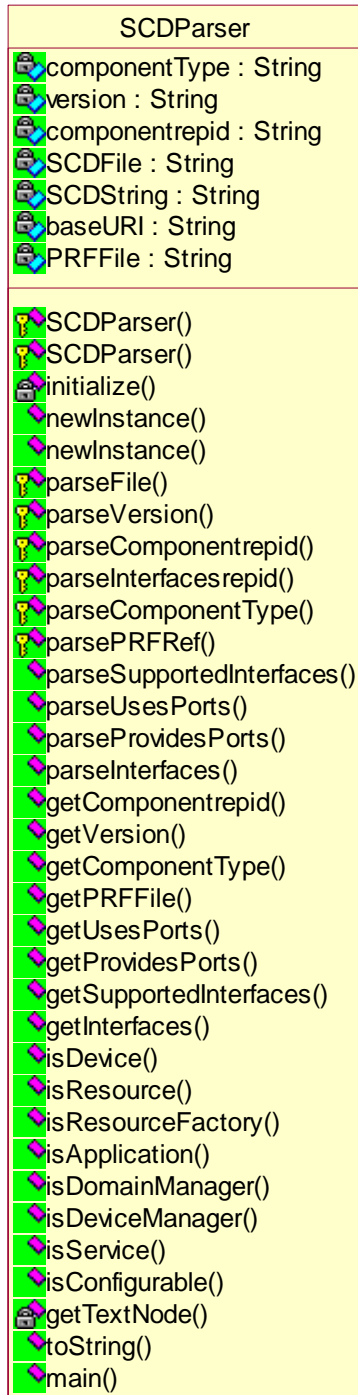 SCDParser
componentType : String
version : String
componentrepid : String
SCDFile : String
SCDString : String
baseURI : String
PRFFile : String
SCDParser()
SCDParser()
initialize()
newInstance()
newInstance()
parseFile()
parseVersion()
parseComponentrepid()
parseInterfacesrepid()
parseComponentType()
parsePRFRef()
parseSupportedInterfaces()
parseUsesPorts()
parseProvidesPorts()
parseInterfaces()
getComponentrepid()
getVersion()
getComponentType()
getPRFFile()
getUsesPorts()
getProvidesPorts()
getSupportedInterfaces()
getInterfaces()
isDevice()
isResource()
isResourceFactory()
isApplication()
isDomainManager()
isDeviceManager()
isService()
isConfigurable()
getTextNode()
toString()
main()